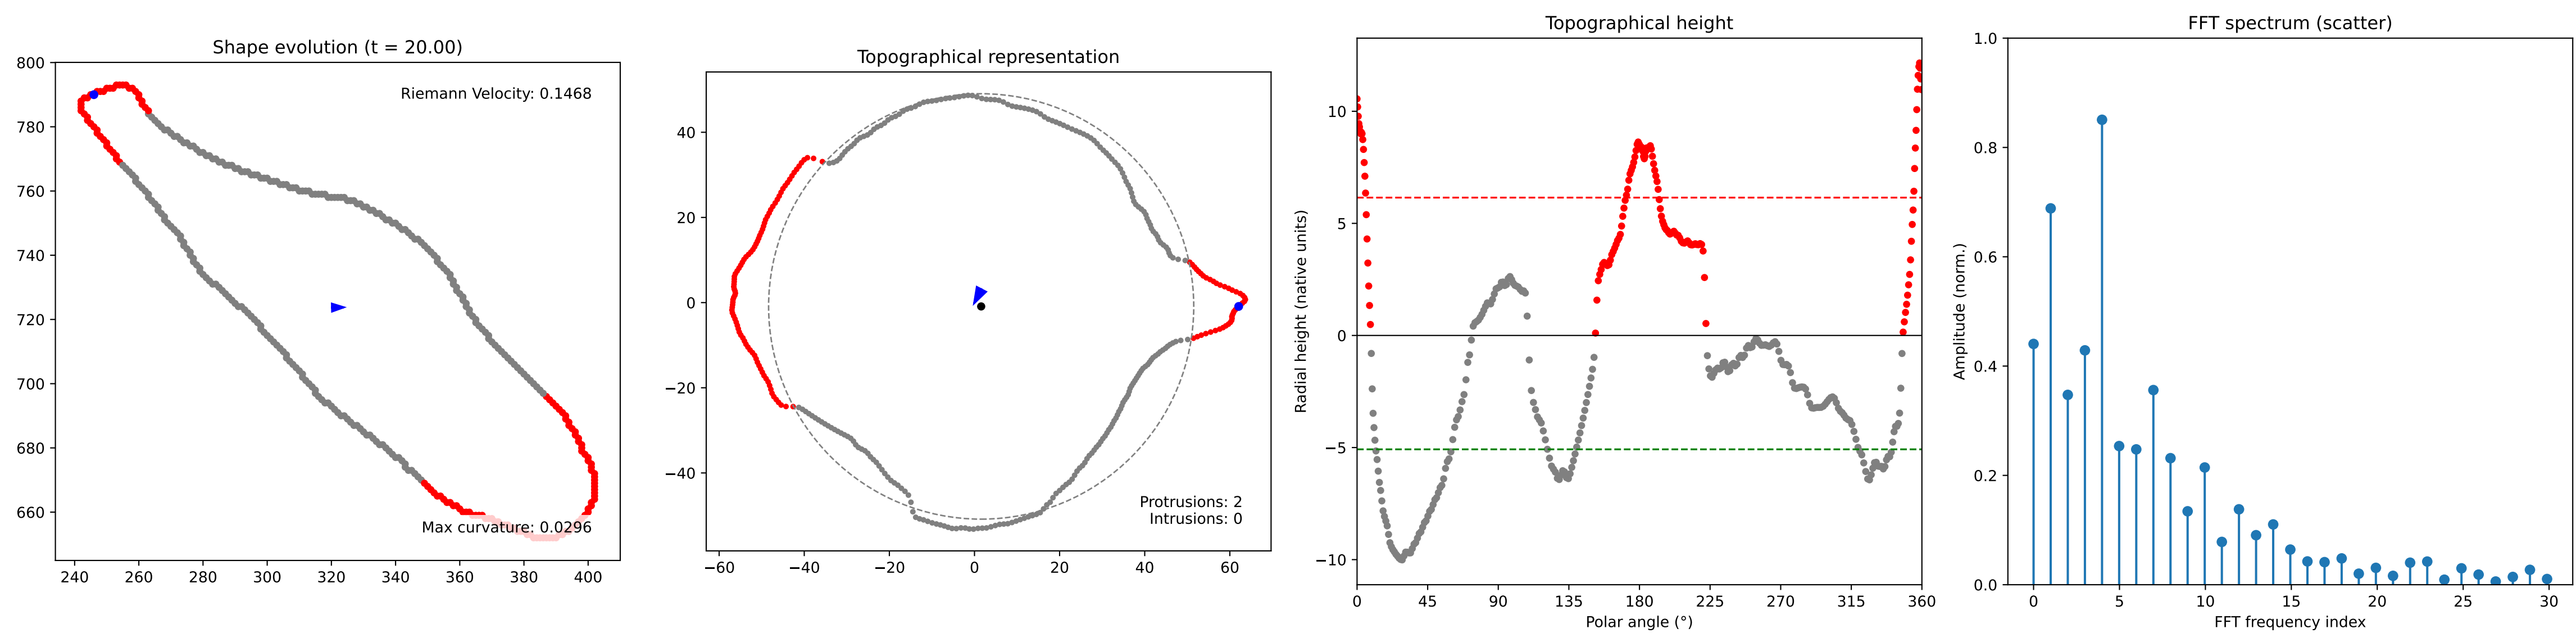 Shape evolution (t = 20.00)
Riemann Velocity: 0.1468
Max curvature: 0.0296
800
780
760
740
720
700
680
660
240 260 280 300 320 340 360 380 400
Topographical representation
Protrusions: 2
Intrusions: 0
40
20
0
−20
−40
−60 −40 −20 0 20 40 60
Topographical height
Radial height (native units)
10
5
0
−5
−10
0 45 90 135 180 225 270 315 360
Polar angle (°)
FFT spectrum (scatter)
Amplitude (norm.)
1.0
0.8
0.6
0.4
0.2
0.0
0 5 10 15 20 25 30
FFT frequency index